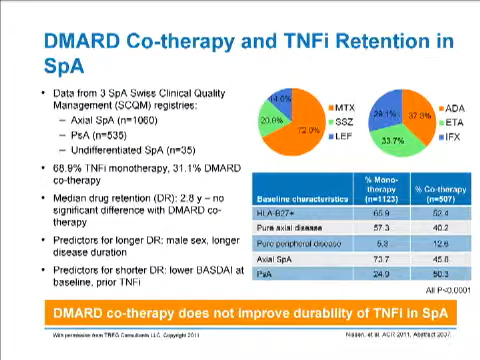 DMARD Co-therapy and TNFi Retention in
SpA
• Data from 3 SpA Swiss Clinical Quality
Management (SCQM) registries:
– Axial SpA (n=1060)
– PsA (n=535)
– Undifferentiated SpA (n=35)
• 68.9% TNFi monotherapy, 31.1% DMARD
co-therapy
• Median drug retention (DR): 2.8 y – no
significant difference with DMARD co-
therapy
• Predictors for longer DR: male sex, longer
disease duration
• Predictors for shorter DR: lower BASDAI at
baseline, prior TNFi
14.0%
20.0%
72.0%
MTX
SSZ
LEF
29.1%
37.3%
33.7%
ADA
ETA
IFX
Baseline characteristics % Mono-therapy (n=1123) % Co-therapy (n=507)
HLA-B27+ 65.9 52.4
Pure axial disease 57.3 40.2
Pure peripheral disease 5.3 12.6
Axial SpA 73.7 45.8
PsA 24.0 50.3
All P<0.0001
DMARD co-therapy does not improve durability of TNFi in SpA
With permission from TREG Consultants LLC, Copyright 2011
Nissen, et al. ACR 2011, Abstract 2037.